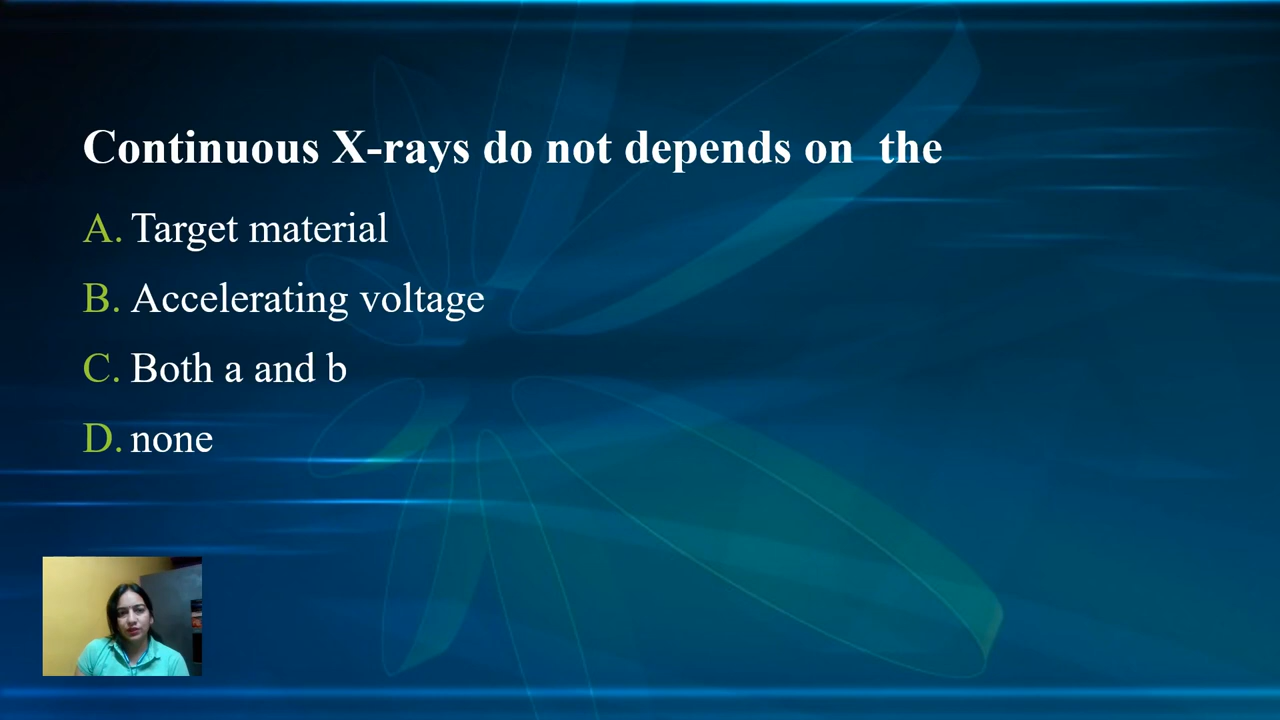 Continuous X-rays do not depends on  the
A. Target material
B. Accelerating voltage
C. Both a and b
D. none